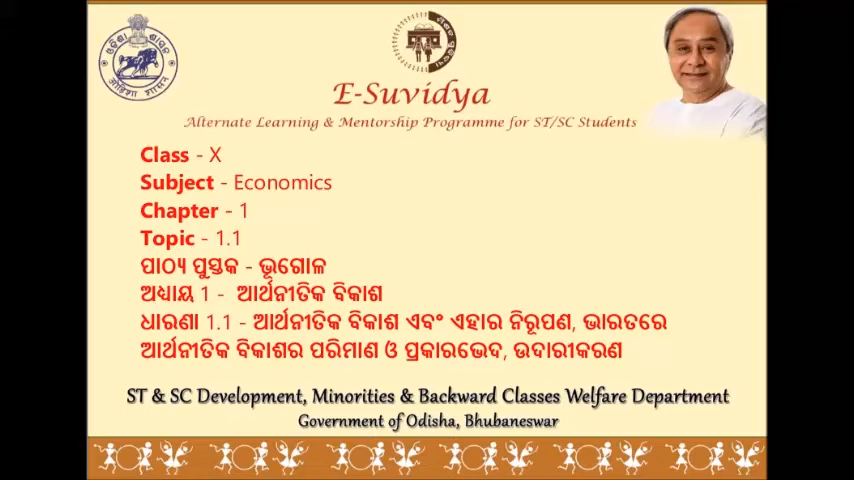 E-Suvidya
Alternate Learning & Mentorship Programme for ST/SC Students
Class - X
Subject - Economics
Chapter - 1
Topic - 1.1
ପାଠ୍ୟ ପୁସ୍ତକ - ଭୂଗୋଳ
ଅଧ୍ୟାୟ 1 - ଆର୍ଥନୀତିକ ବିକାଶ
ଧାରଣା 1.1 - ଆର୍ଥନୀତିକ ବିକାଶ ଏବଂ ଏହାର ନିରୂପଣ, ଭାରତରେ
ଆର୍ଥନୀତିକ ବିକାଶର ପରିମାଣ ଓ ପ୍ରକାରଭେଦ, ଉଦାରୀକରଣ
ST & SC Development, Minorities & Backward Classes Welfare Department
Government of Odisha, Bhubaneswar